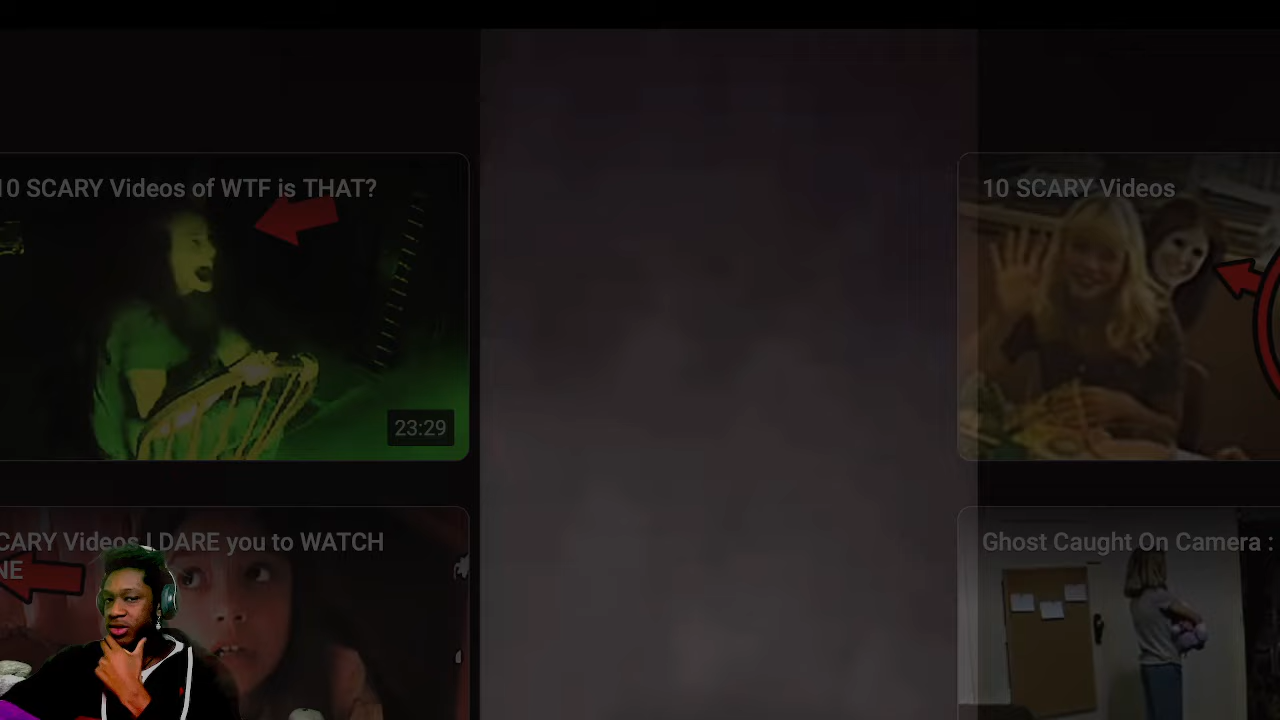 10 SCARY Videos of WTF is THAT?
23:29
10 SCARY Videos
CARY Videos I DARE you to WATCH
NE
Ghost Caught On Camera :